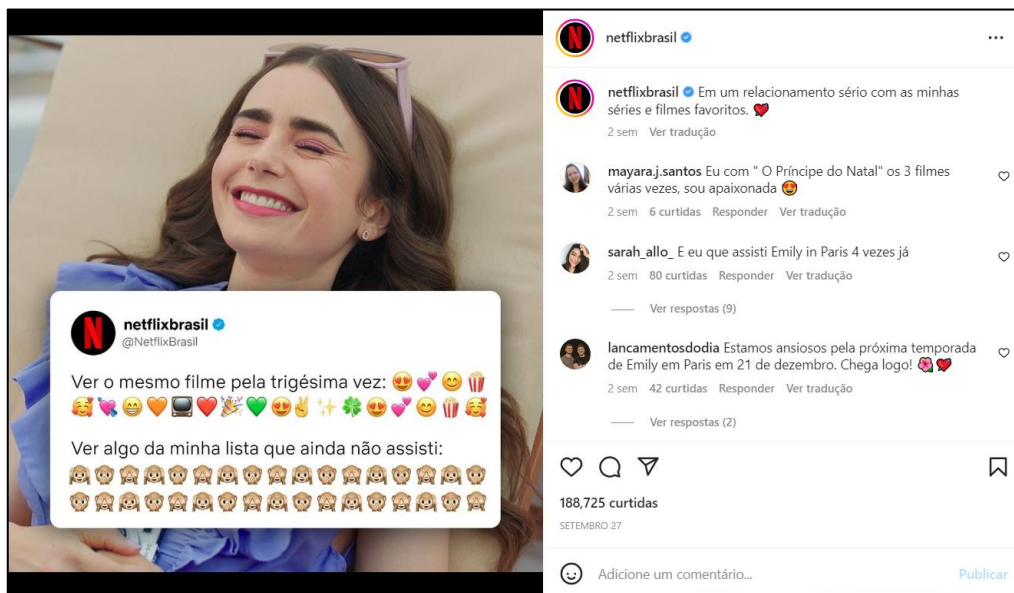 netflixbrasil
@NetflixBrasil
Ver o mesmo filme pela trigésima vez: 😍💕😊🍿
🥰💘😁🧡📺❤️🎉💚😍✌️✨🍀😍💕😊🍿🥰
Ver algo da minha lista que ainda não assisti:
🙉🙊🙈🙉🙊🙈🙉🙊🙈🙉🙊🙈🙉🙊🙈🙉🙊
🙊🙈🙉🙊🙈🙉🙊🙈🙉🙊🙈🙉🙊🙈🙉🙊🙈
netflixbrasil
netflixbrasil Em um relacionamento sério com as minhas
séries e filmes favoritos. 💘
2 sem Ver tradução
mayara.j.santos Eu com " O Príncipe do Natal" os 3 filmes
várias vezes, sou apaixonada 😍
2 sem 6 curtidas Responder Ver tradução
sarah_allo_ E eu que assisti Emily in Paris 4 vezes já
2 sem 80 curtidas Responder Ver tradução
Ver respostas (9)
lancamentosdodia Estamos ansiosos pela próxima temporada
de Emily em Paris em 21 de dezembro. Chega logo! 🌺💘
2 sem 42 curtidas Responder Ver tradução
Ver respostas (2)
188,725 curtidas
SETEMBRO 27
Adicione um comentário...
Publicar